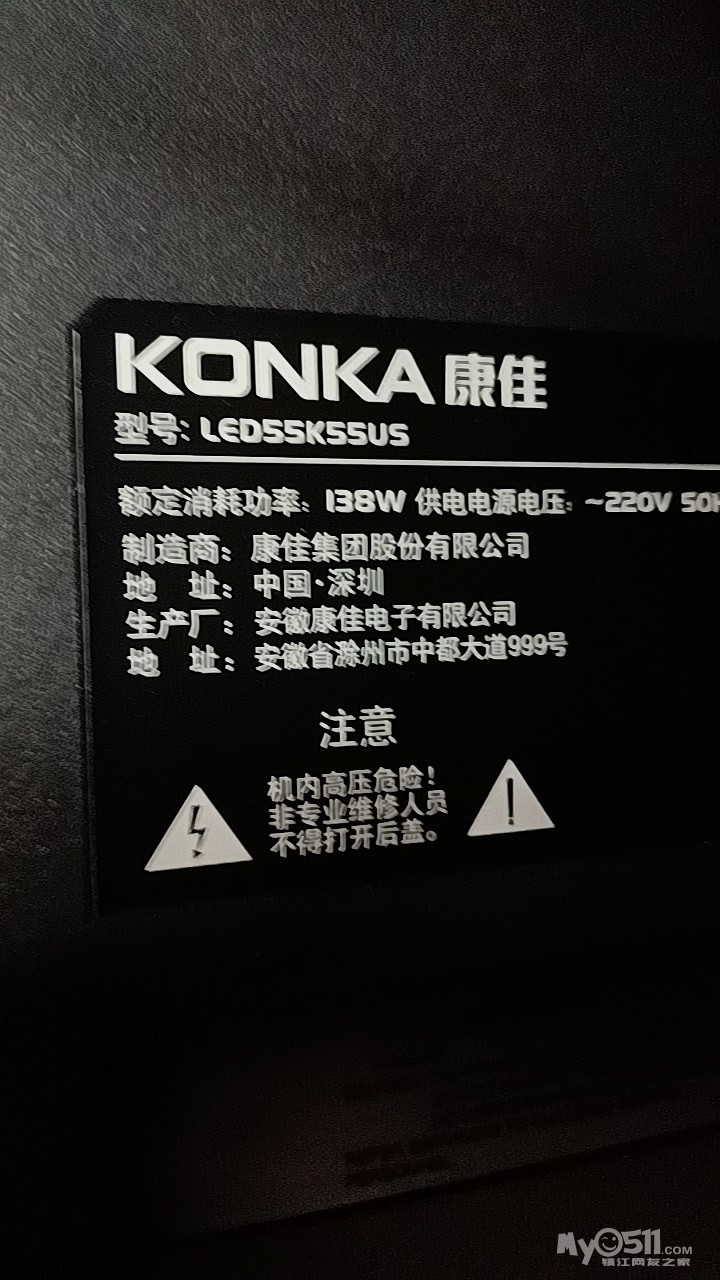 KONKA 康佳
型号: LED55K55US
额定消耗功率: 138W 供电电源电压: ~220V 50H
制造商: 康佳集团股份有限公司
地 址: 中国·深圳
生产厂: 安徽康佳电子有限公司
地 址: 安徽省滁州市中都大道999号
注意
机内高压危险!
非专业维修人员
不得打开后盖。
My0511.COM
镇江网友之家